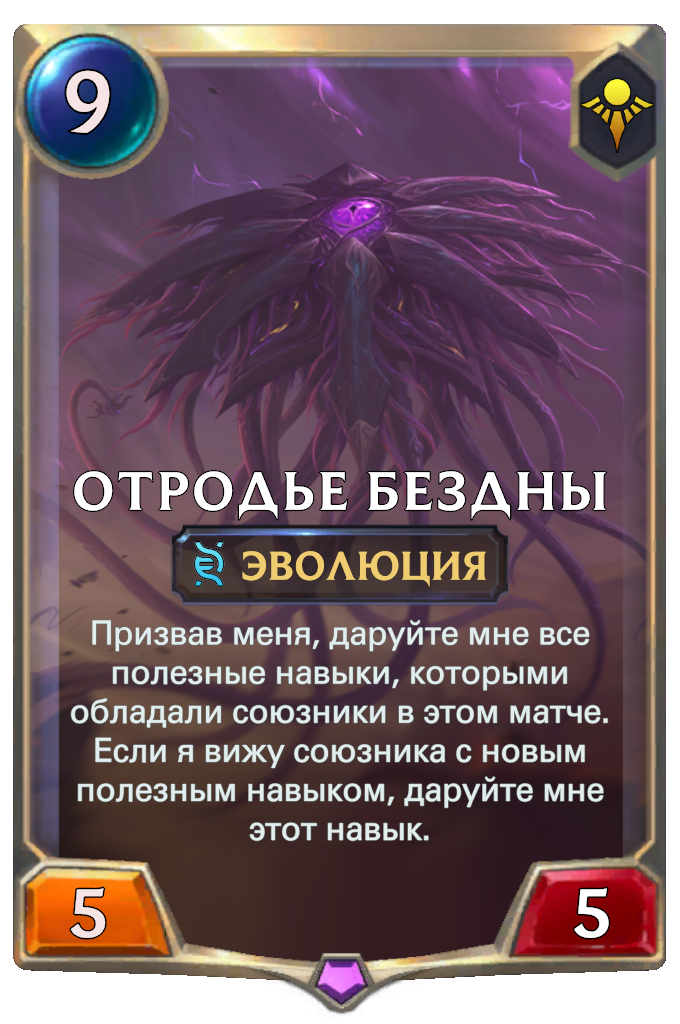 9
ОТРОДЬЕ БЕЗДНЫ
ЭВОЛЮЦИЯ
Призвав меня, даруйте мне все
полезные навыки, которыми
обладали союзники в этом матче.
Если я вижу союзника с новым
полезным навыком, даруйте мне
этот навык.
5
5